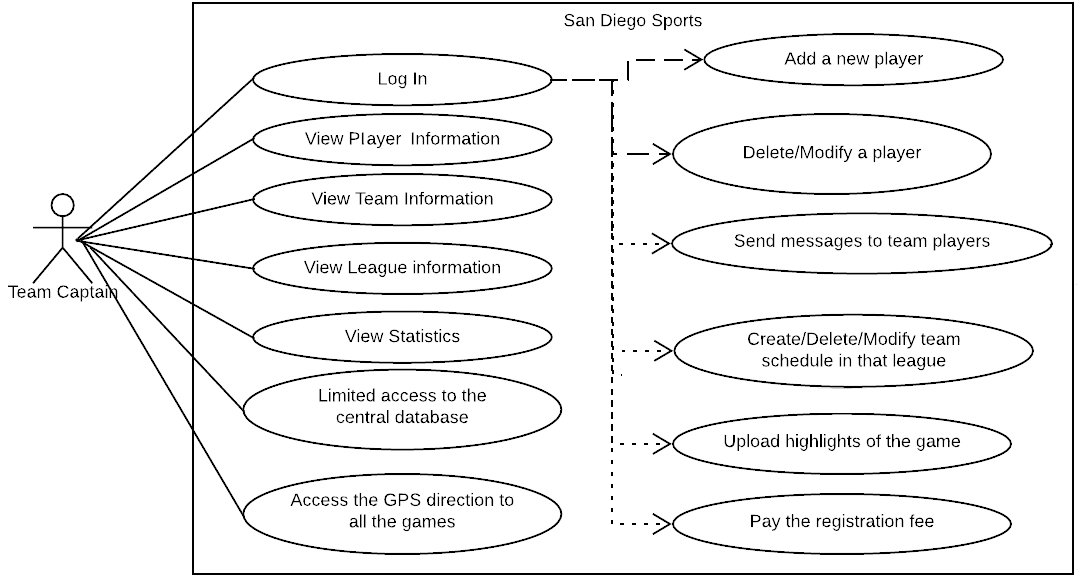 San Diego Sports
Log In
View Player Information
View Team Information
View League information
View Statistics
Limited access to the
central database
Access the GPS direction to
all the games
Team Captain
Add a new player
Delete/Modify a player
Send messages to team players
Create/Delete/Modify team
schedule in that league
Upload highlights of the game
Pay the registration fee